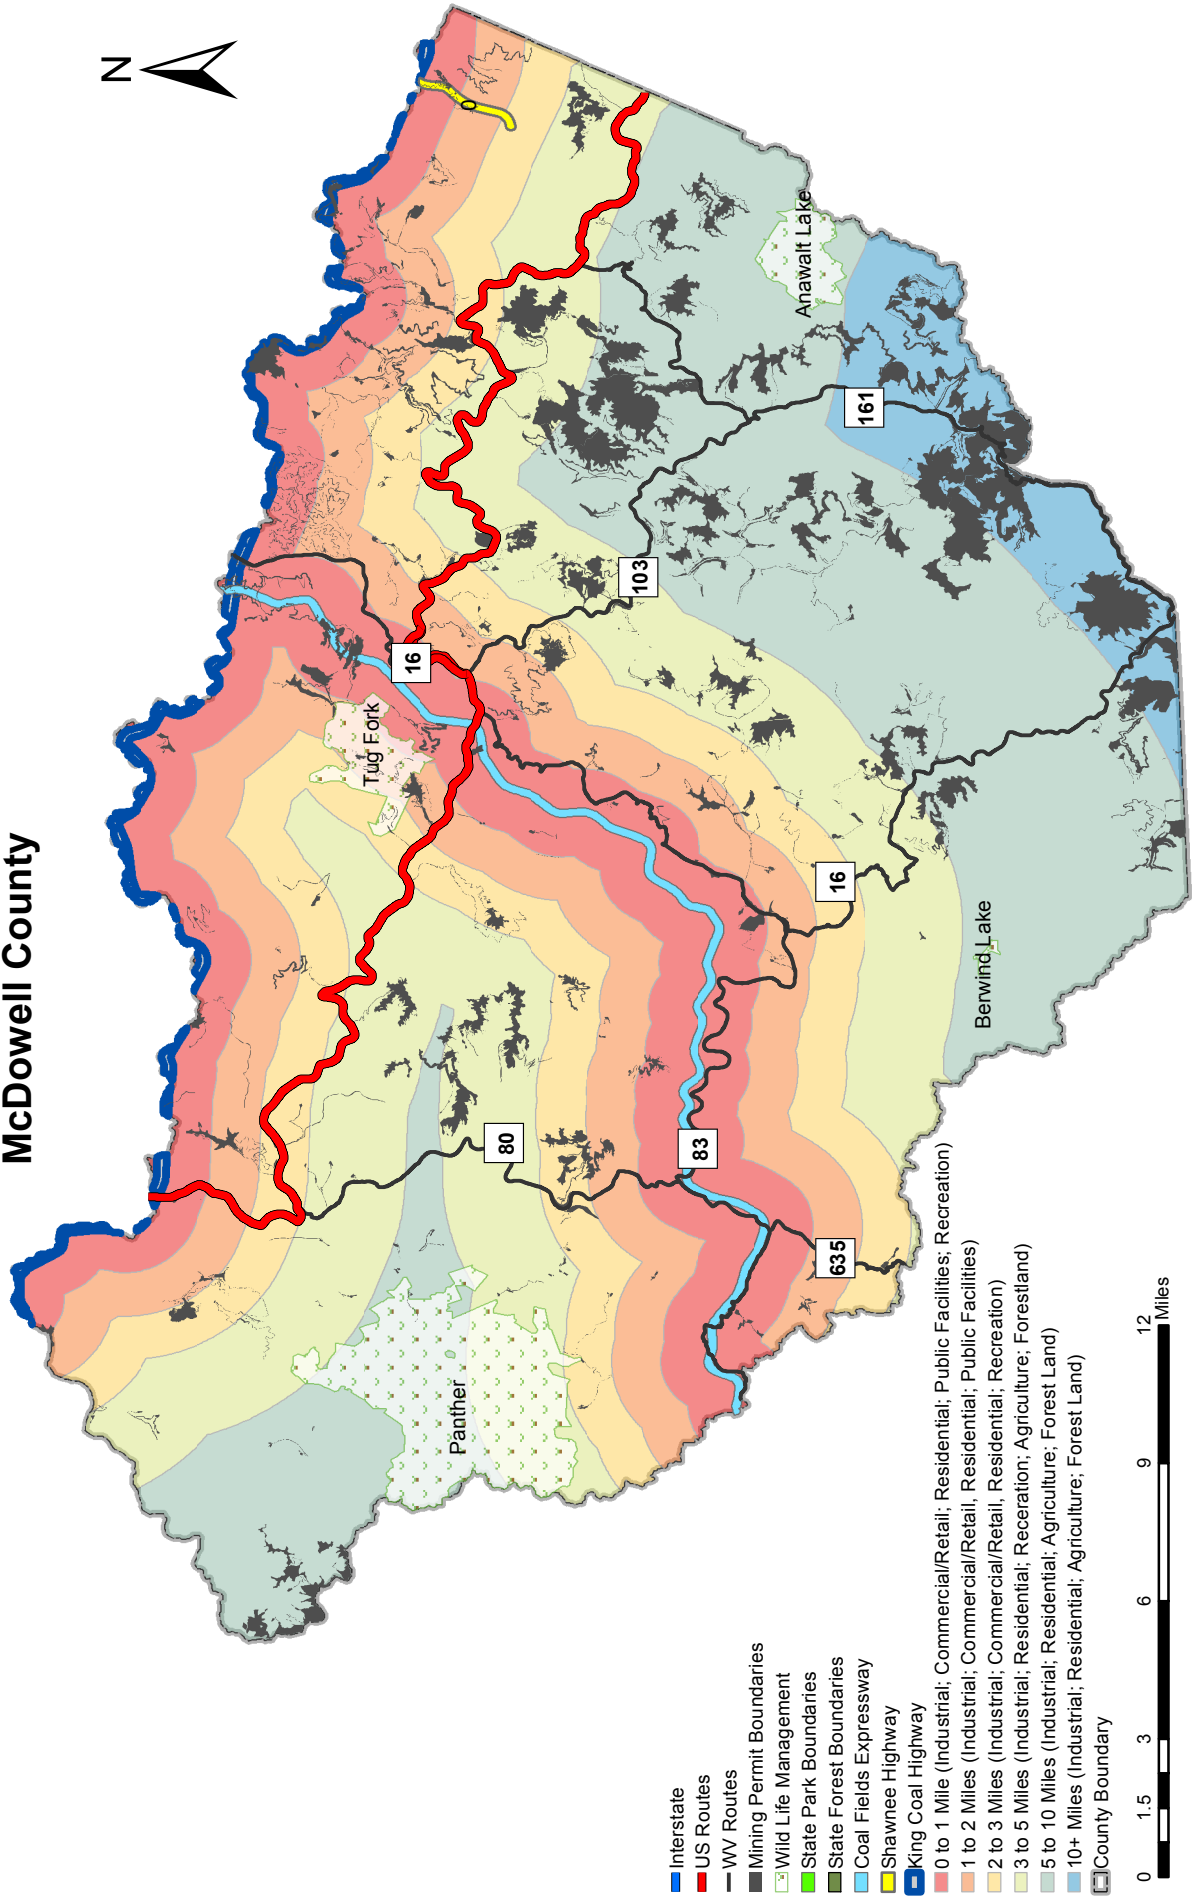 McDowell County
N
Tug Fork
Anawalt Lake
Berwind Lake
Panther
16
103
161
16
80
83
635
Interstate
US Routes
WV Routes
Mining Permit Boundaries
Wild Life Management
State Park Boundaries
State Forest Boundaries
Coal Fields Expressway
Shawnee Highway
King Coal Highway
0 to 1 Mile (Industrial; Commercial/Retail; Residential; Public Facilities; Recreation)
1 to 2 Miles (Industrial; Commercial/Retail, Residential; Public Facilities)
2 to 3 Miles (Industrial; Commercial/Retail, Residential; Recreation)
3 to 5 Miles (Industrial; Residential; Receration; Agriculture; Forestland)
5 to 10 Miles (Industrial; Residential; Agriculture; Forest Land)
10+ Miles (Industrial; Residential; Agriculture; Forest Land)
County Boundary
0 1.5 3 6 9 12
Miles